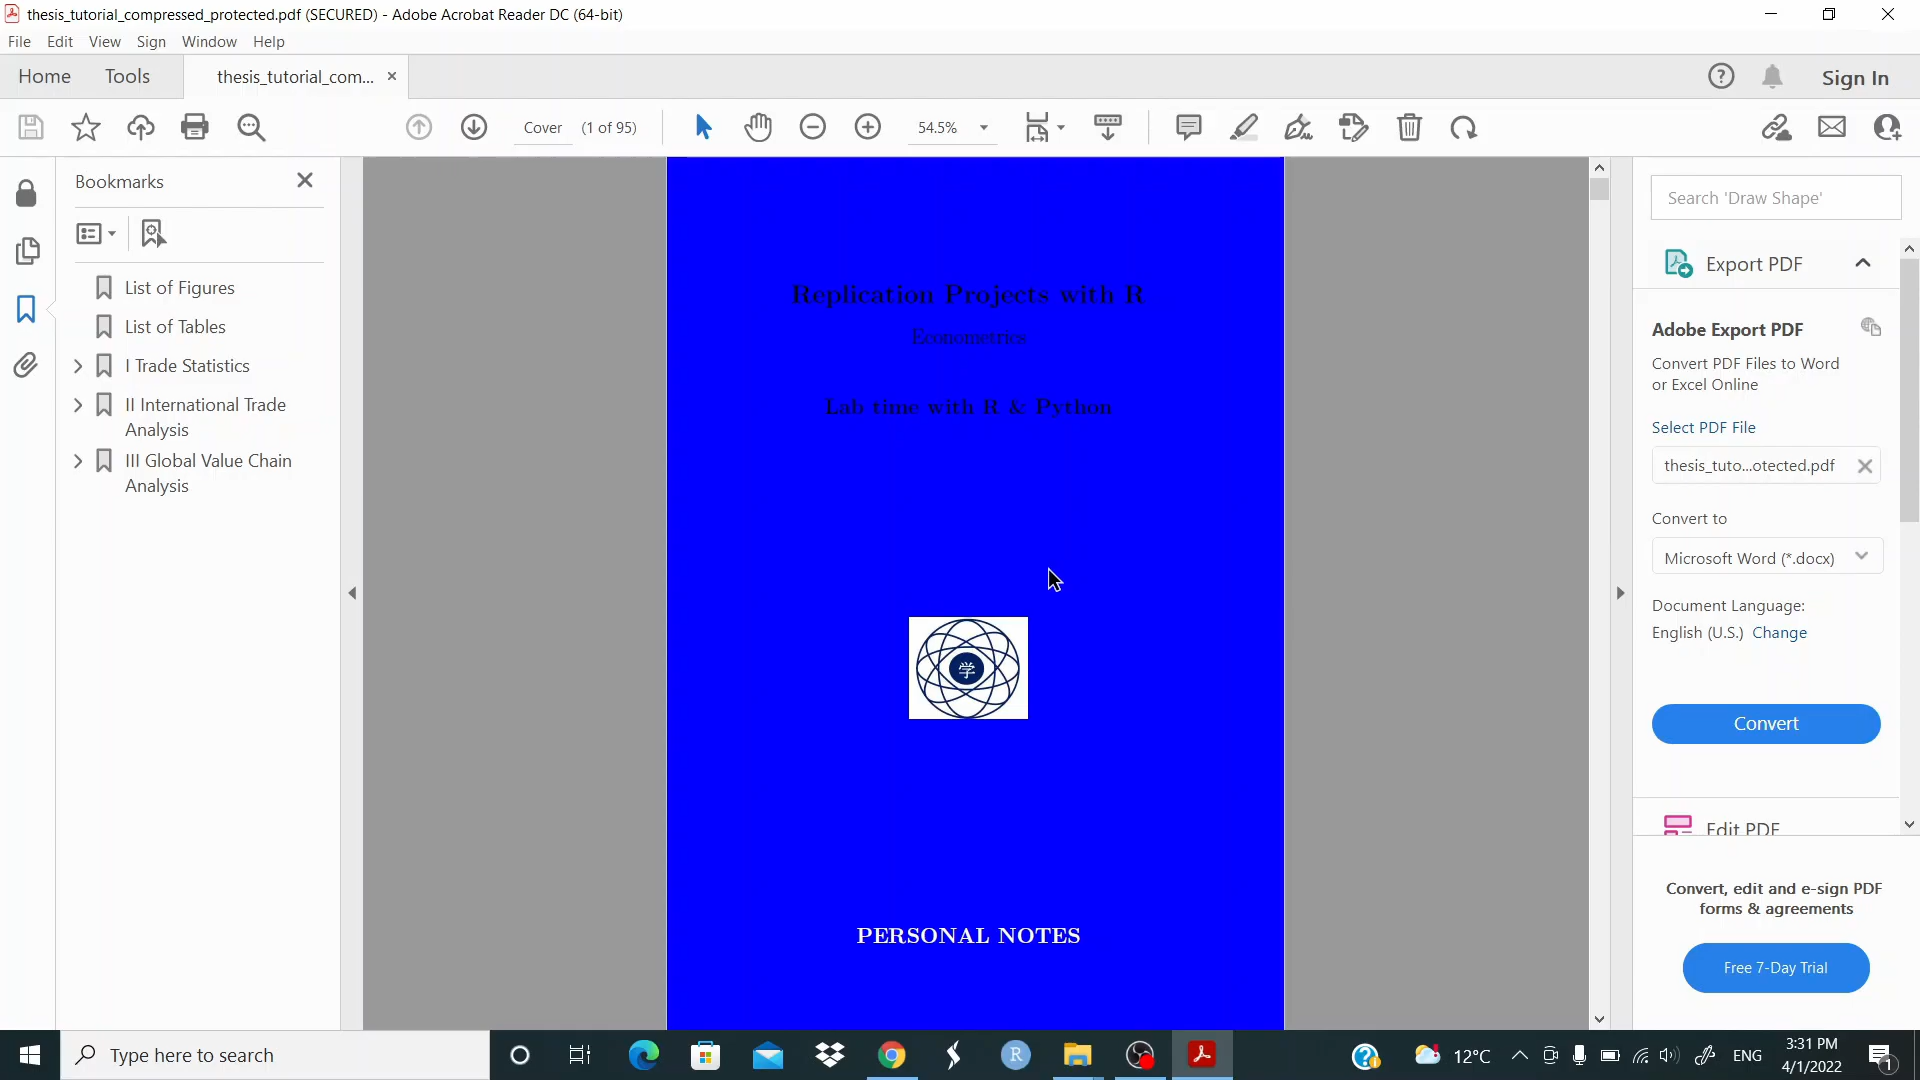 thesis_tutorial_compressed_protected.pdf (SECURED) - Adobe Acrobat Reader DC (64-bit)
File Edit View Sign Window Help
Home Tools thesis_tutorial_com... Sign In
Cover (1 of 95) 54.5%
Bookmarks
List of Figures
List of Tables
I Trade Statistics
II International Trade
Analysis
III Global Value Chain
Analysis
Replication Projects with R
Econometrics
Lab time with R & Python
学
PERSONAL NOTES
Search 'Draw Shape'
Export PDF
Adobe Export PDF
Convert PDF Files to Word
or Excel Online
Select PDF File
thesis_tuto...otected.pdf
Convert to
Microsoft Word (*.docx)
Document Language:
English (U.S.) Change
Convert
Edit PDF
Convert, edit and e-sign PDF
forms & agreements
Free 7-Day Trial
Type here to search
R
12°C
ENG
3:31 PM
4/1/2022
1